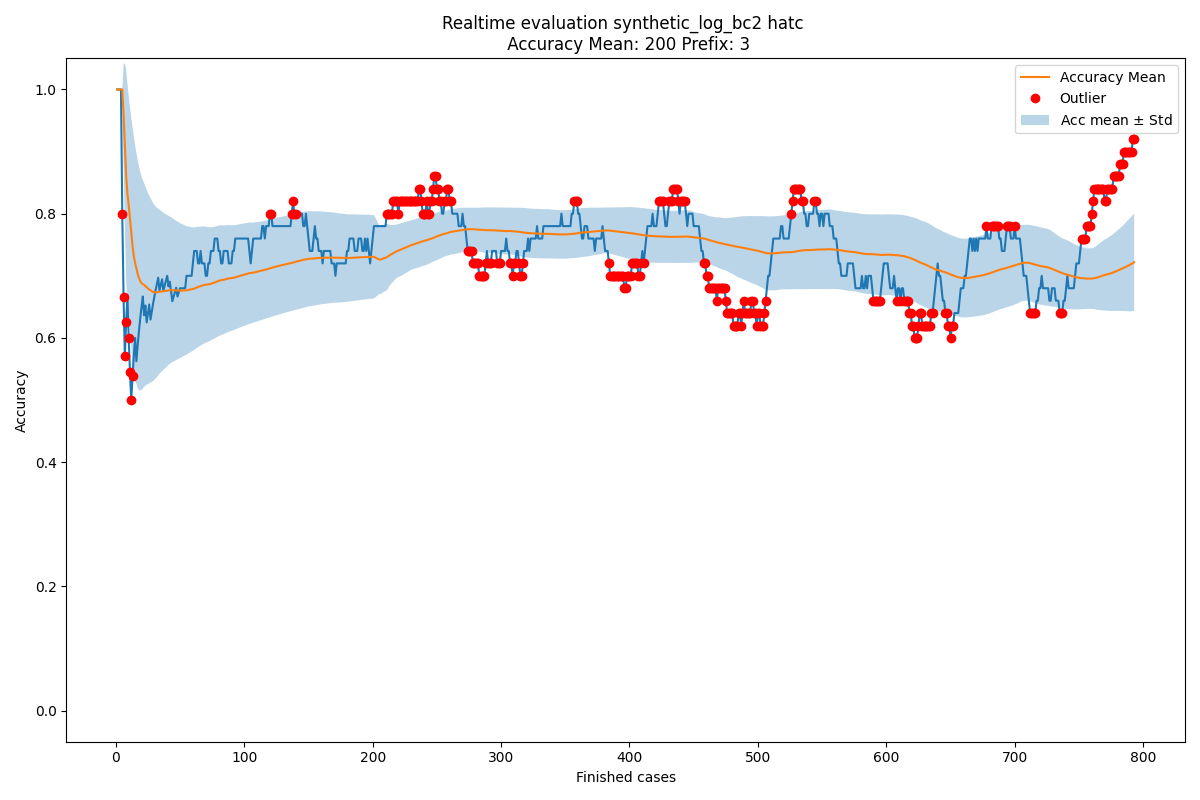 Realtime evaluation synthetic_log_bc2 hatc
Accuracy Mean: 200 Prefix: 3
Accuracy Mean
Outlier
Acc mean ± Std
1.0
0.8
0.6
0.4
0.2
0.0
Accuracy
0 100 200 300 400 500 600 700 800
Finished cases